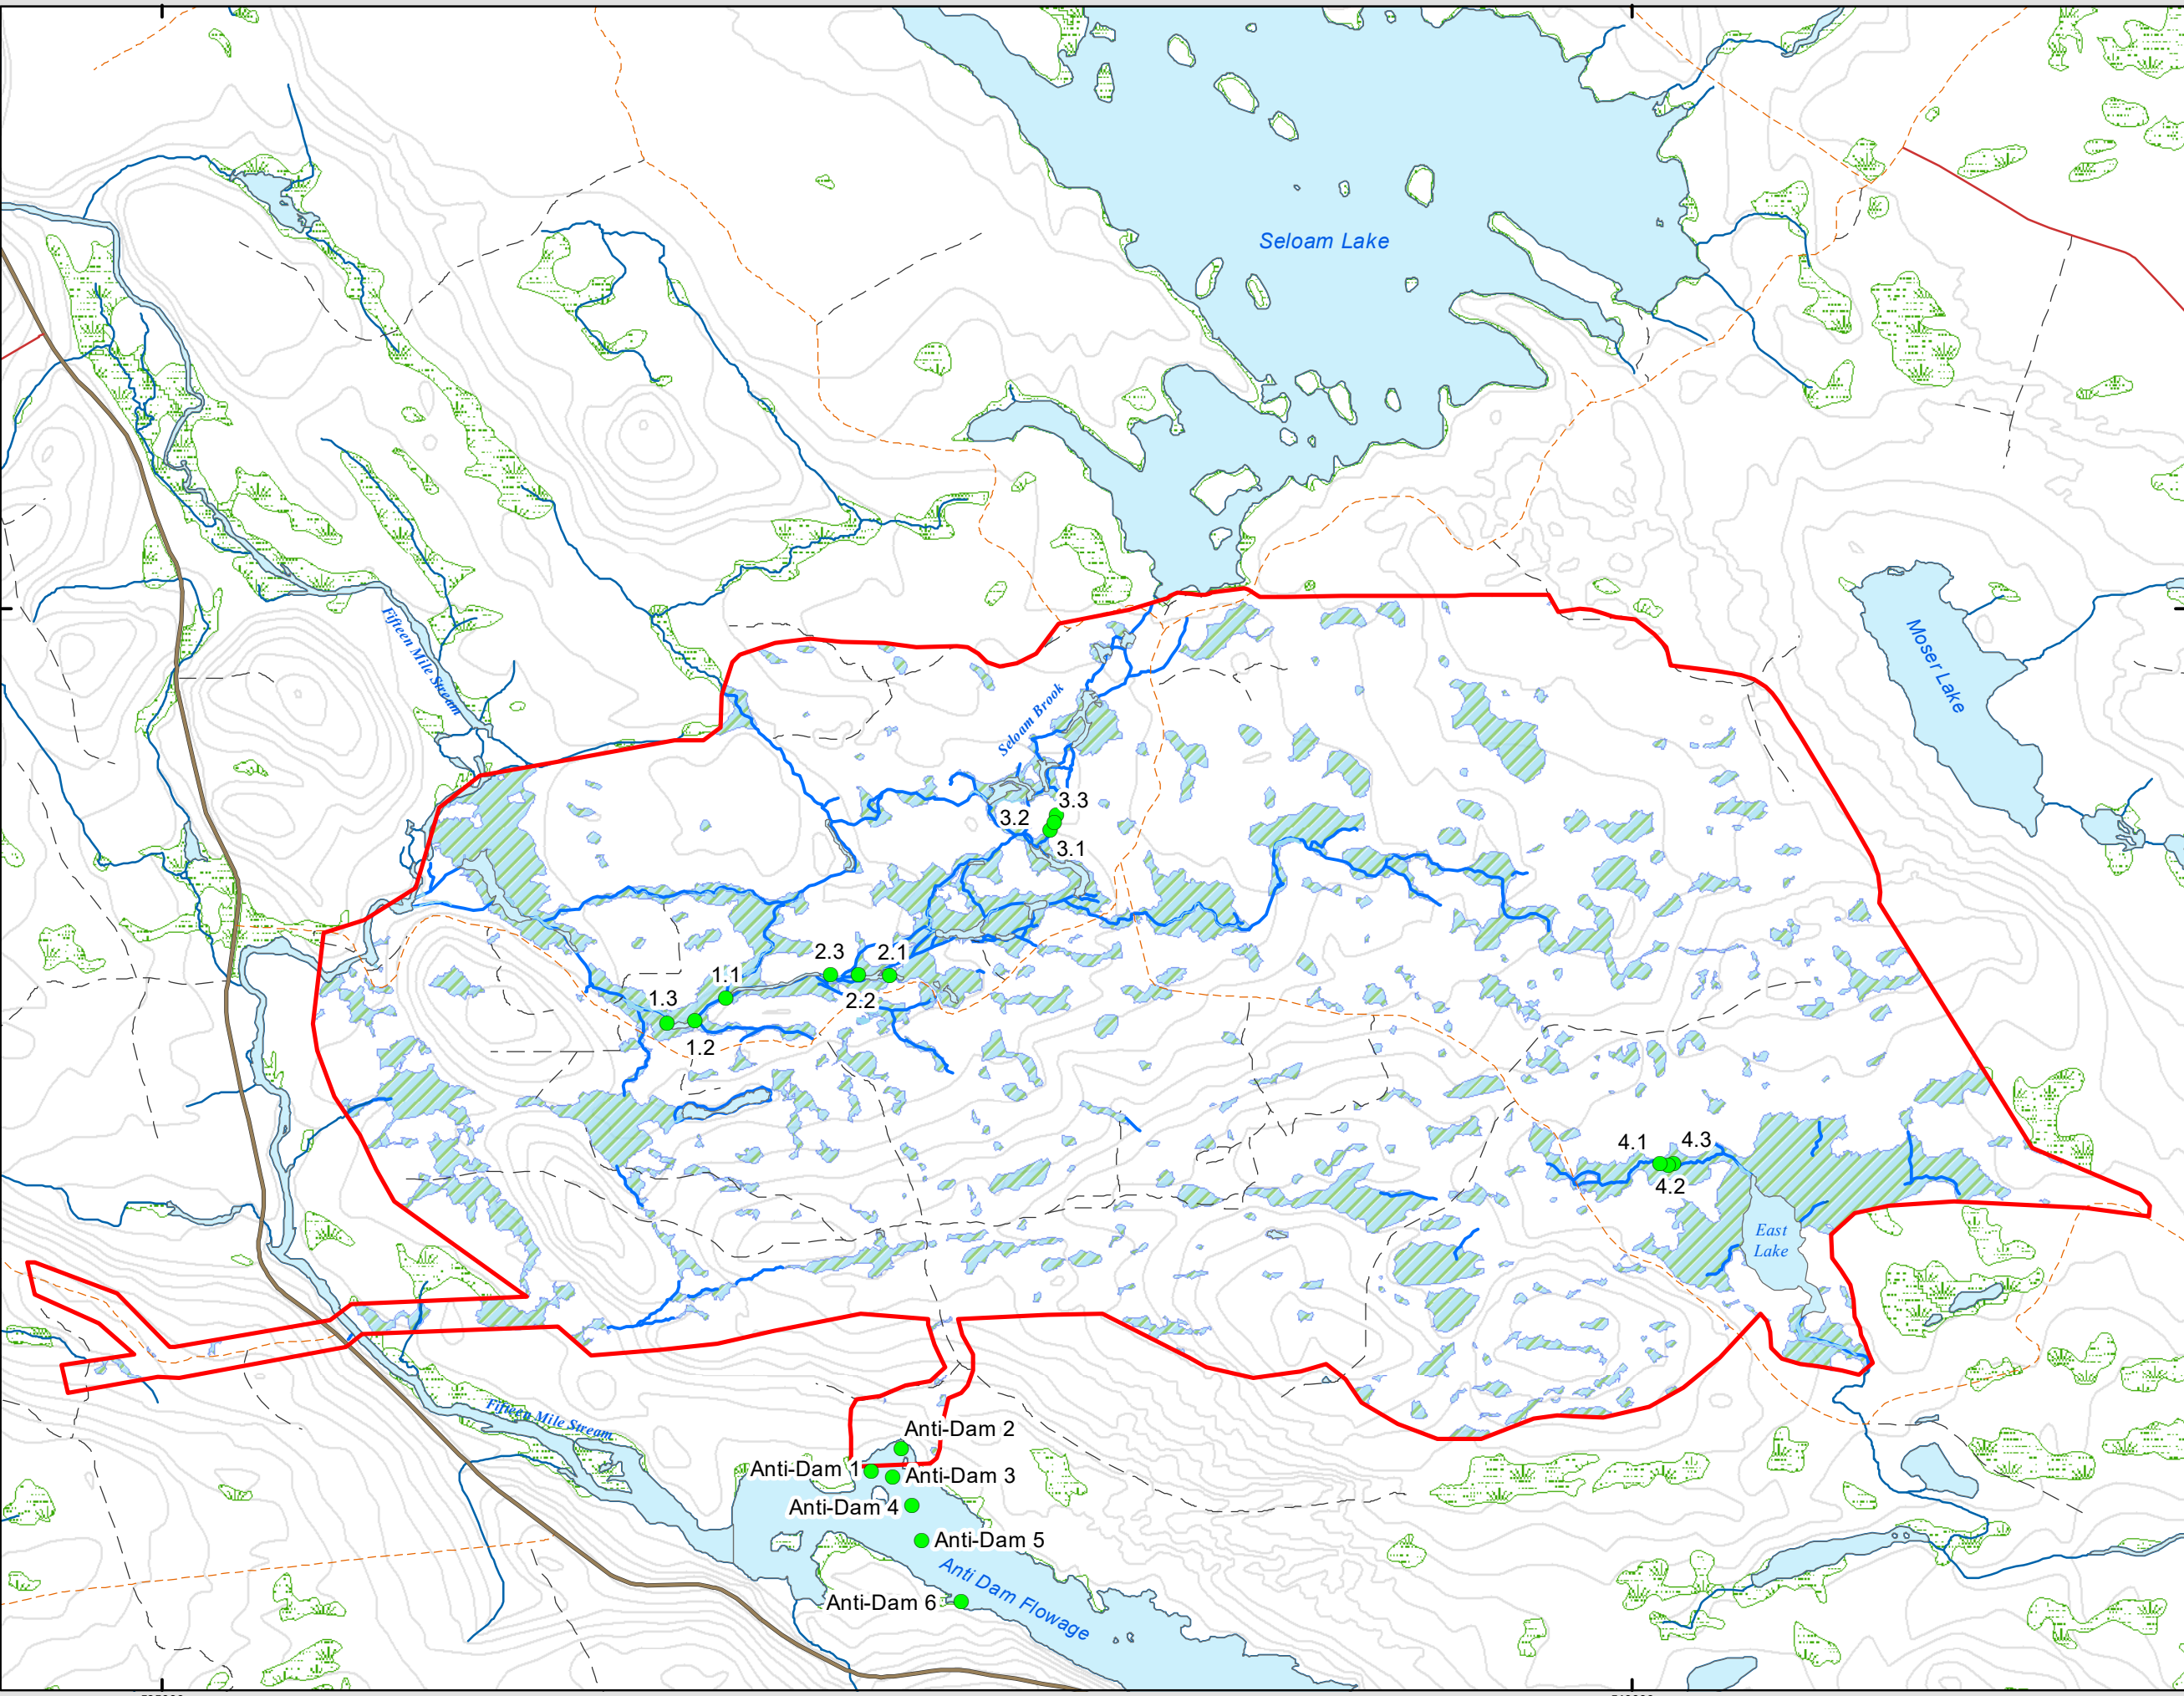 Seloam Lake
Fifteen Mile Stream
Moser Lake
Seloam Brook
3.3
3.2
3.1
2.3
2.1
1.1
1.3
2.2
1.2
4.1
4.3
4.2
East
Lake
Fifteen Mile Stream
Anti-Dam 2
Anti-Dam 1
Anti-Dam 3
Anti-Dam 4
Anti-Dam 5
Anti Dam Flowage
Anti-Dam 6